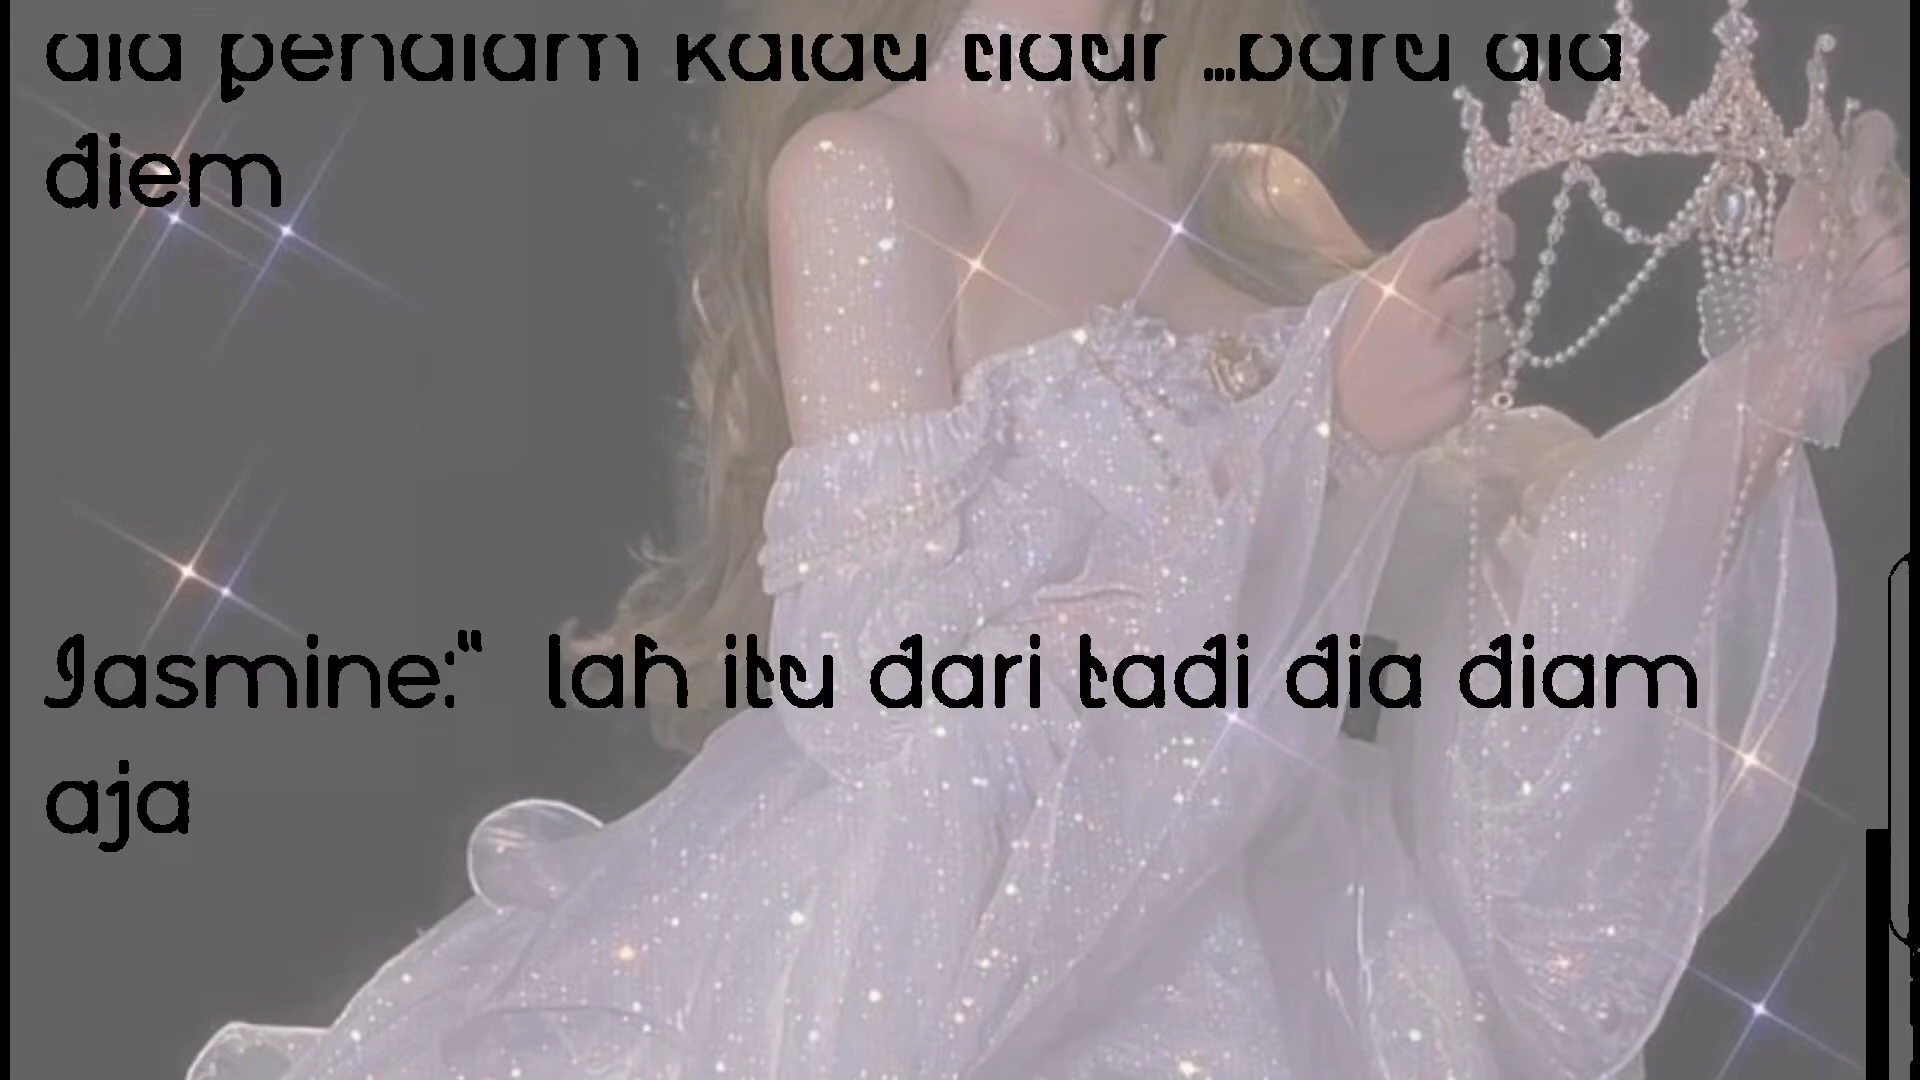 dia pendiam kalau tidur ...baru dia
diem
Jasmine:" lah itu dari tadi dia diam
aja